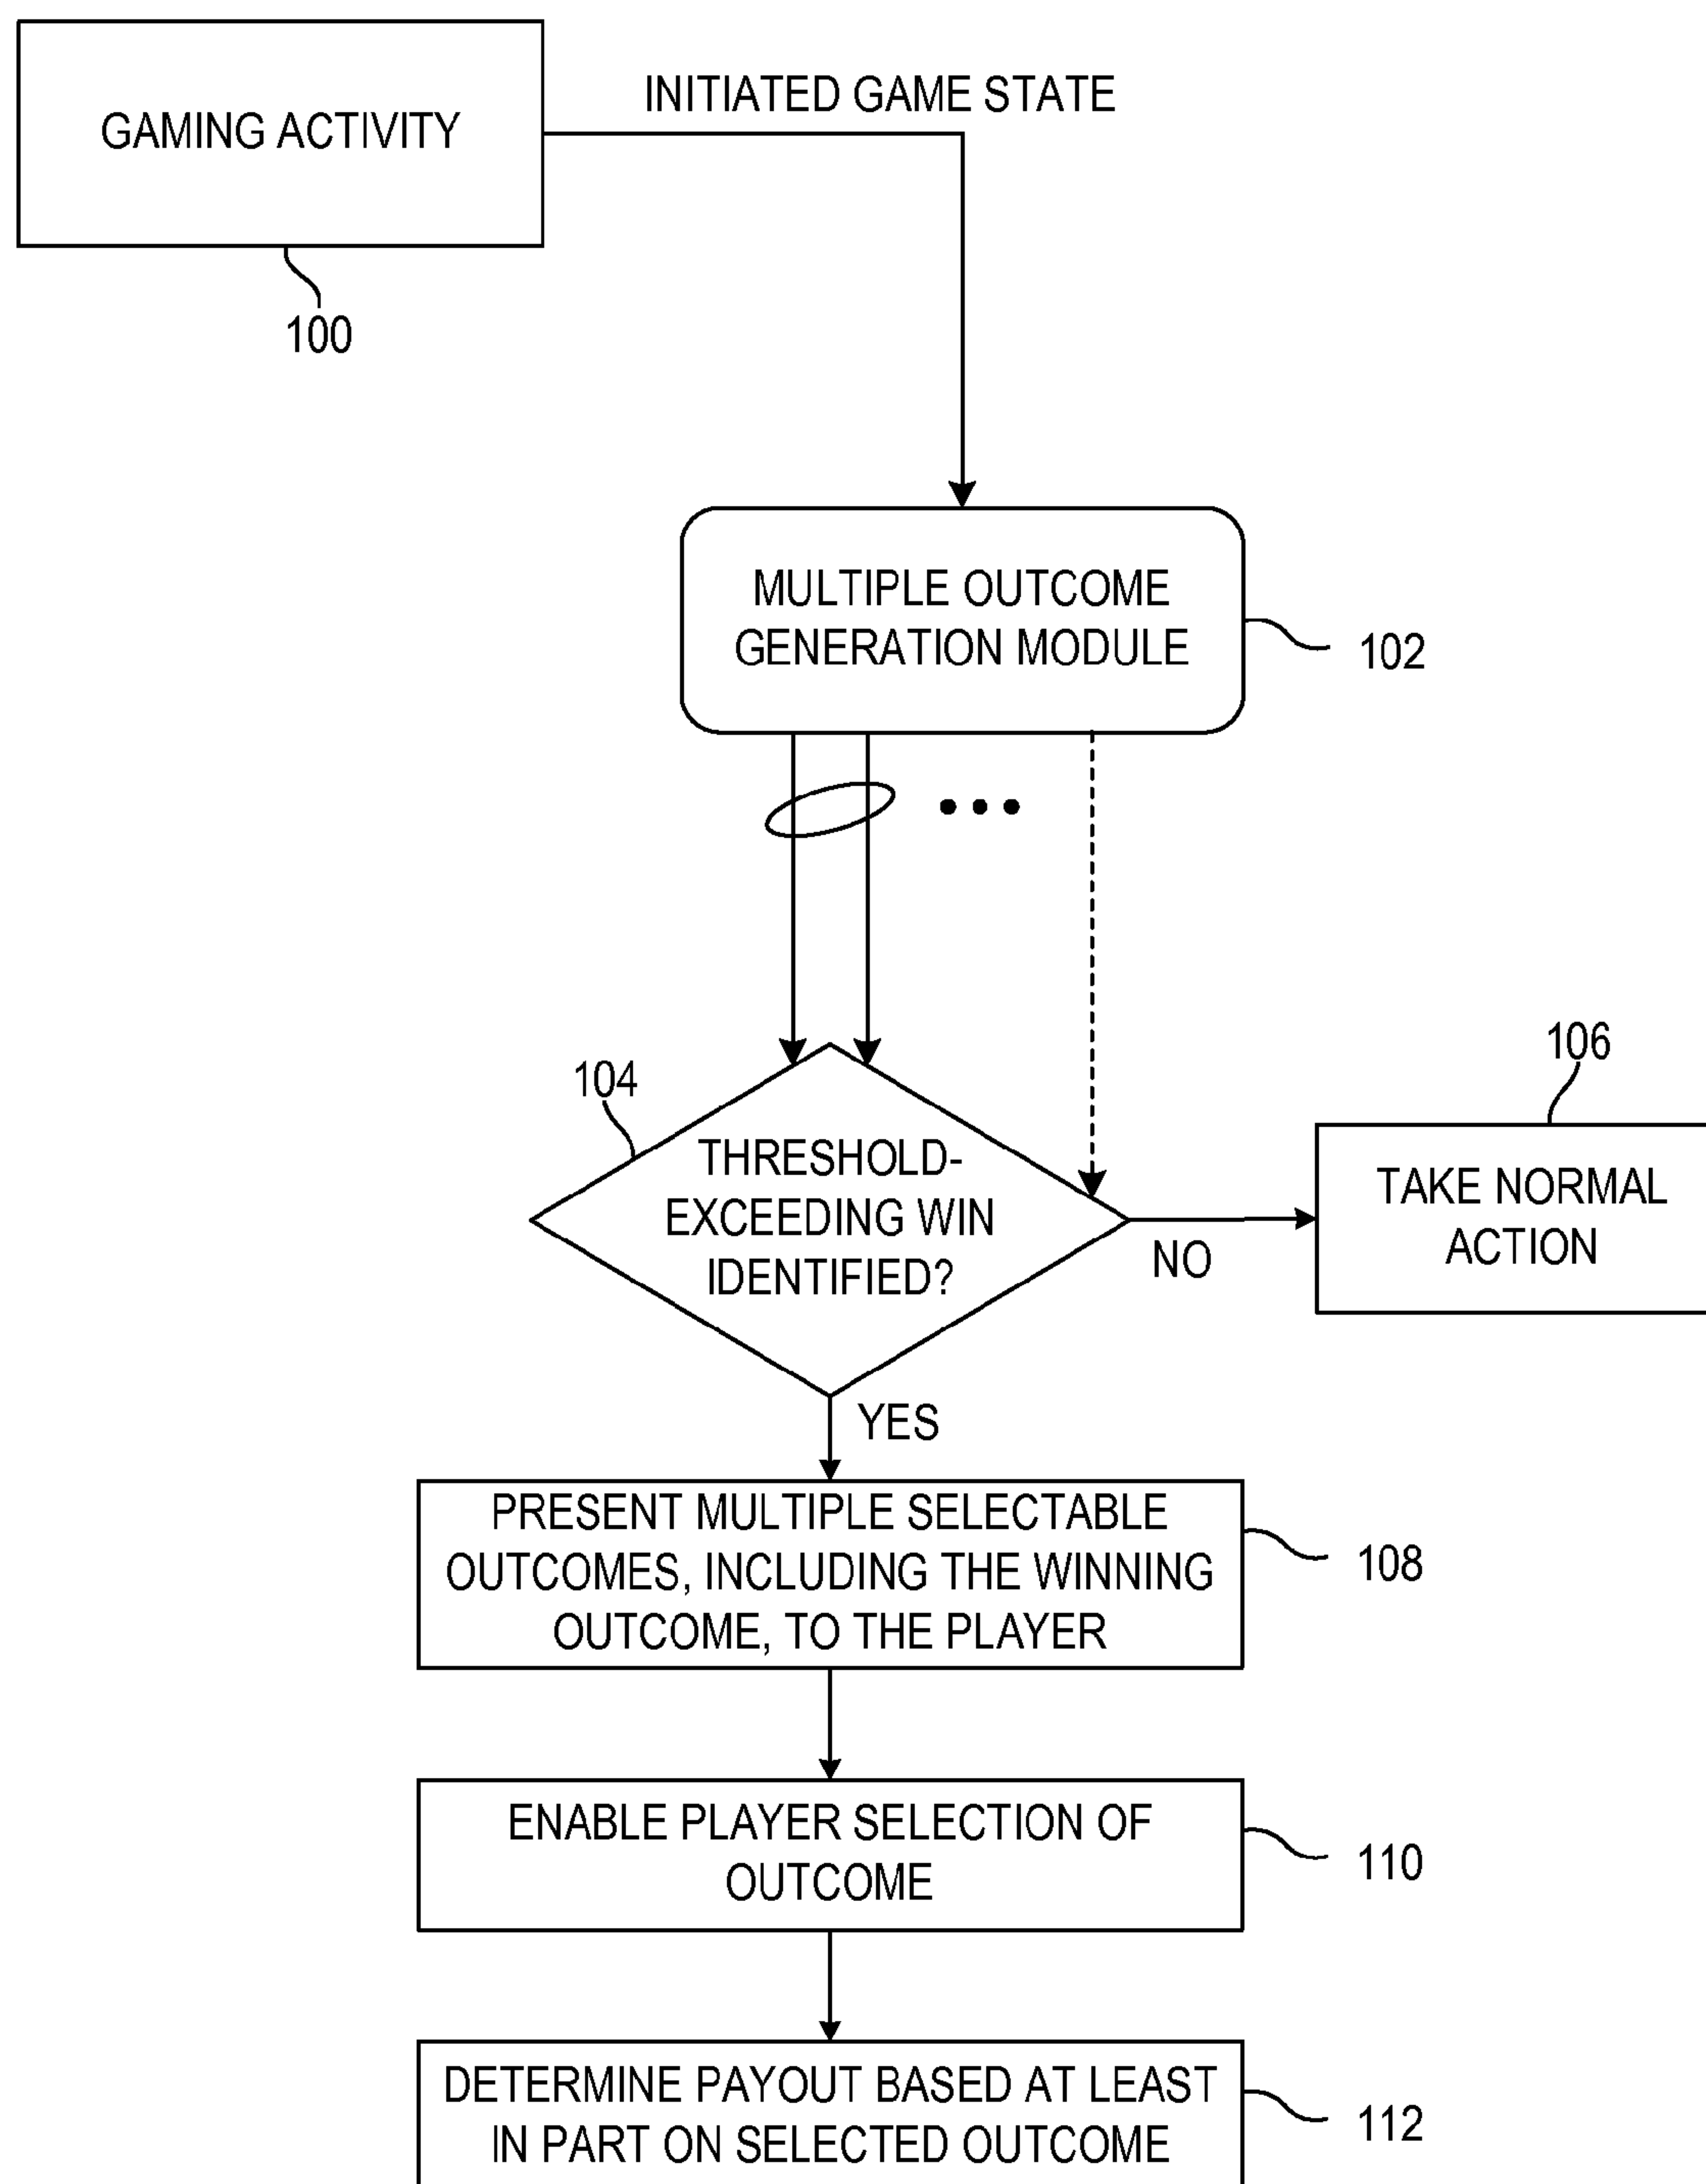 GAMING ACTIVITY
INITIATED GAME STATE
100
MULTIPLE OUTCOME
GENERATION MODULE
102
104
106
THRESHOLD-
EXCEEDING WIN
IDENTIFIED?
TAKE NORMAL
ACTION
NO
YES
PRESENT MULTIPLE SELECTABLE
OUTCOMES, INCLUDING THE WINNING
OUTCOME, TO THE PLAYER
108
ENABLE PLAYER SELECTION OF
OUTCOME
110
DETERMINE PAYOUT BASED AT LEAST
IN PART ON SELECTED OUTCOME
112